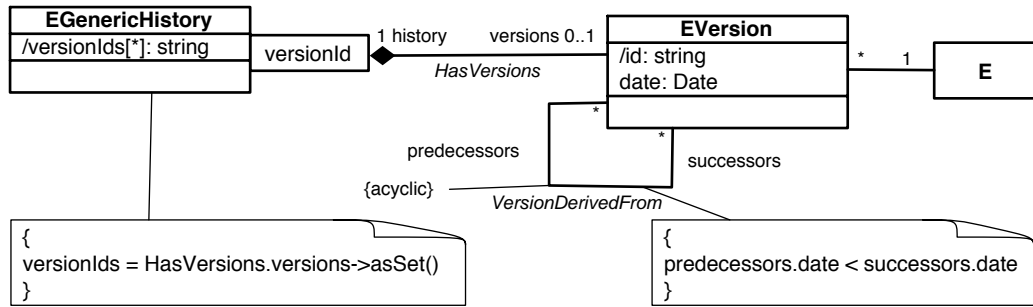 EGenericHistory
/versionIds[*]: string
versionId
1 history
versions 0..1
HasVersions
EVersion
/id: string
date: Date
*
1
E
*
*
predecessors
successors
{acyclic}
VersionDerivedFrom
{
versionIds = HasVersions.versions->asSet()
}
{
predecessors.date < successors.date
}